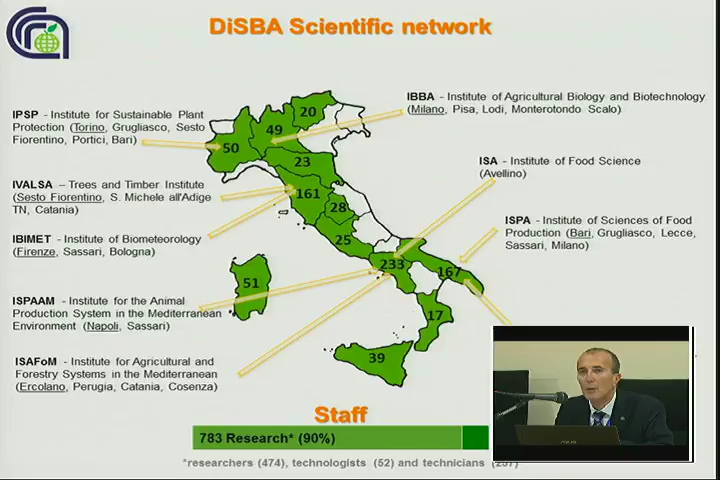 DiSBA Scientific network
IPSP - Institute for Sustainable Plant
Protection (Torino, Grugliasco, Sesto
Fiorentino, Portici, Bari)
IBBA - Institute of Agricultural Biology and Biotechnology
(Milano, Pisa, Lodi, Monterotondo Scalo)
ISA - Institute of Food Science
(Avellino)
IVALSA – Trees and Timber Institute
(Sesto Fiorentino, S. Michele all'Adige
TN, Catania)
IBIMET - Institute of Biometeorology
(Firenze, Sassari, Bologna)
ISPA - Institute of Sciences of Food
Production (Bari, Grugliasco, Lecce,
Sassari, Milano)
ISPAAM - Institute for the Animal
Production System in the Mediterranean
Environment (Napoli, Sassari)
ISAFoM - Institute for Agricultural and
Forestry Systems in the Mediterranean
(Ercolano, Perugia, Catania, Cosenza)
20
49
50
23
161
28
25
233
167
51
17
39
Staff
783 Research* (90%)
*researchers (474), technologists (52) and technicians